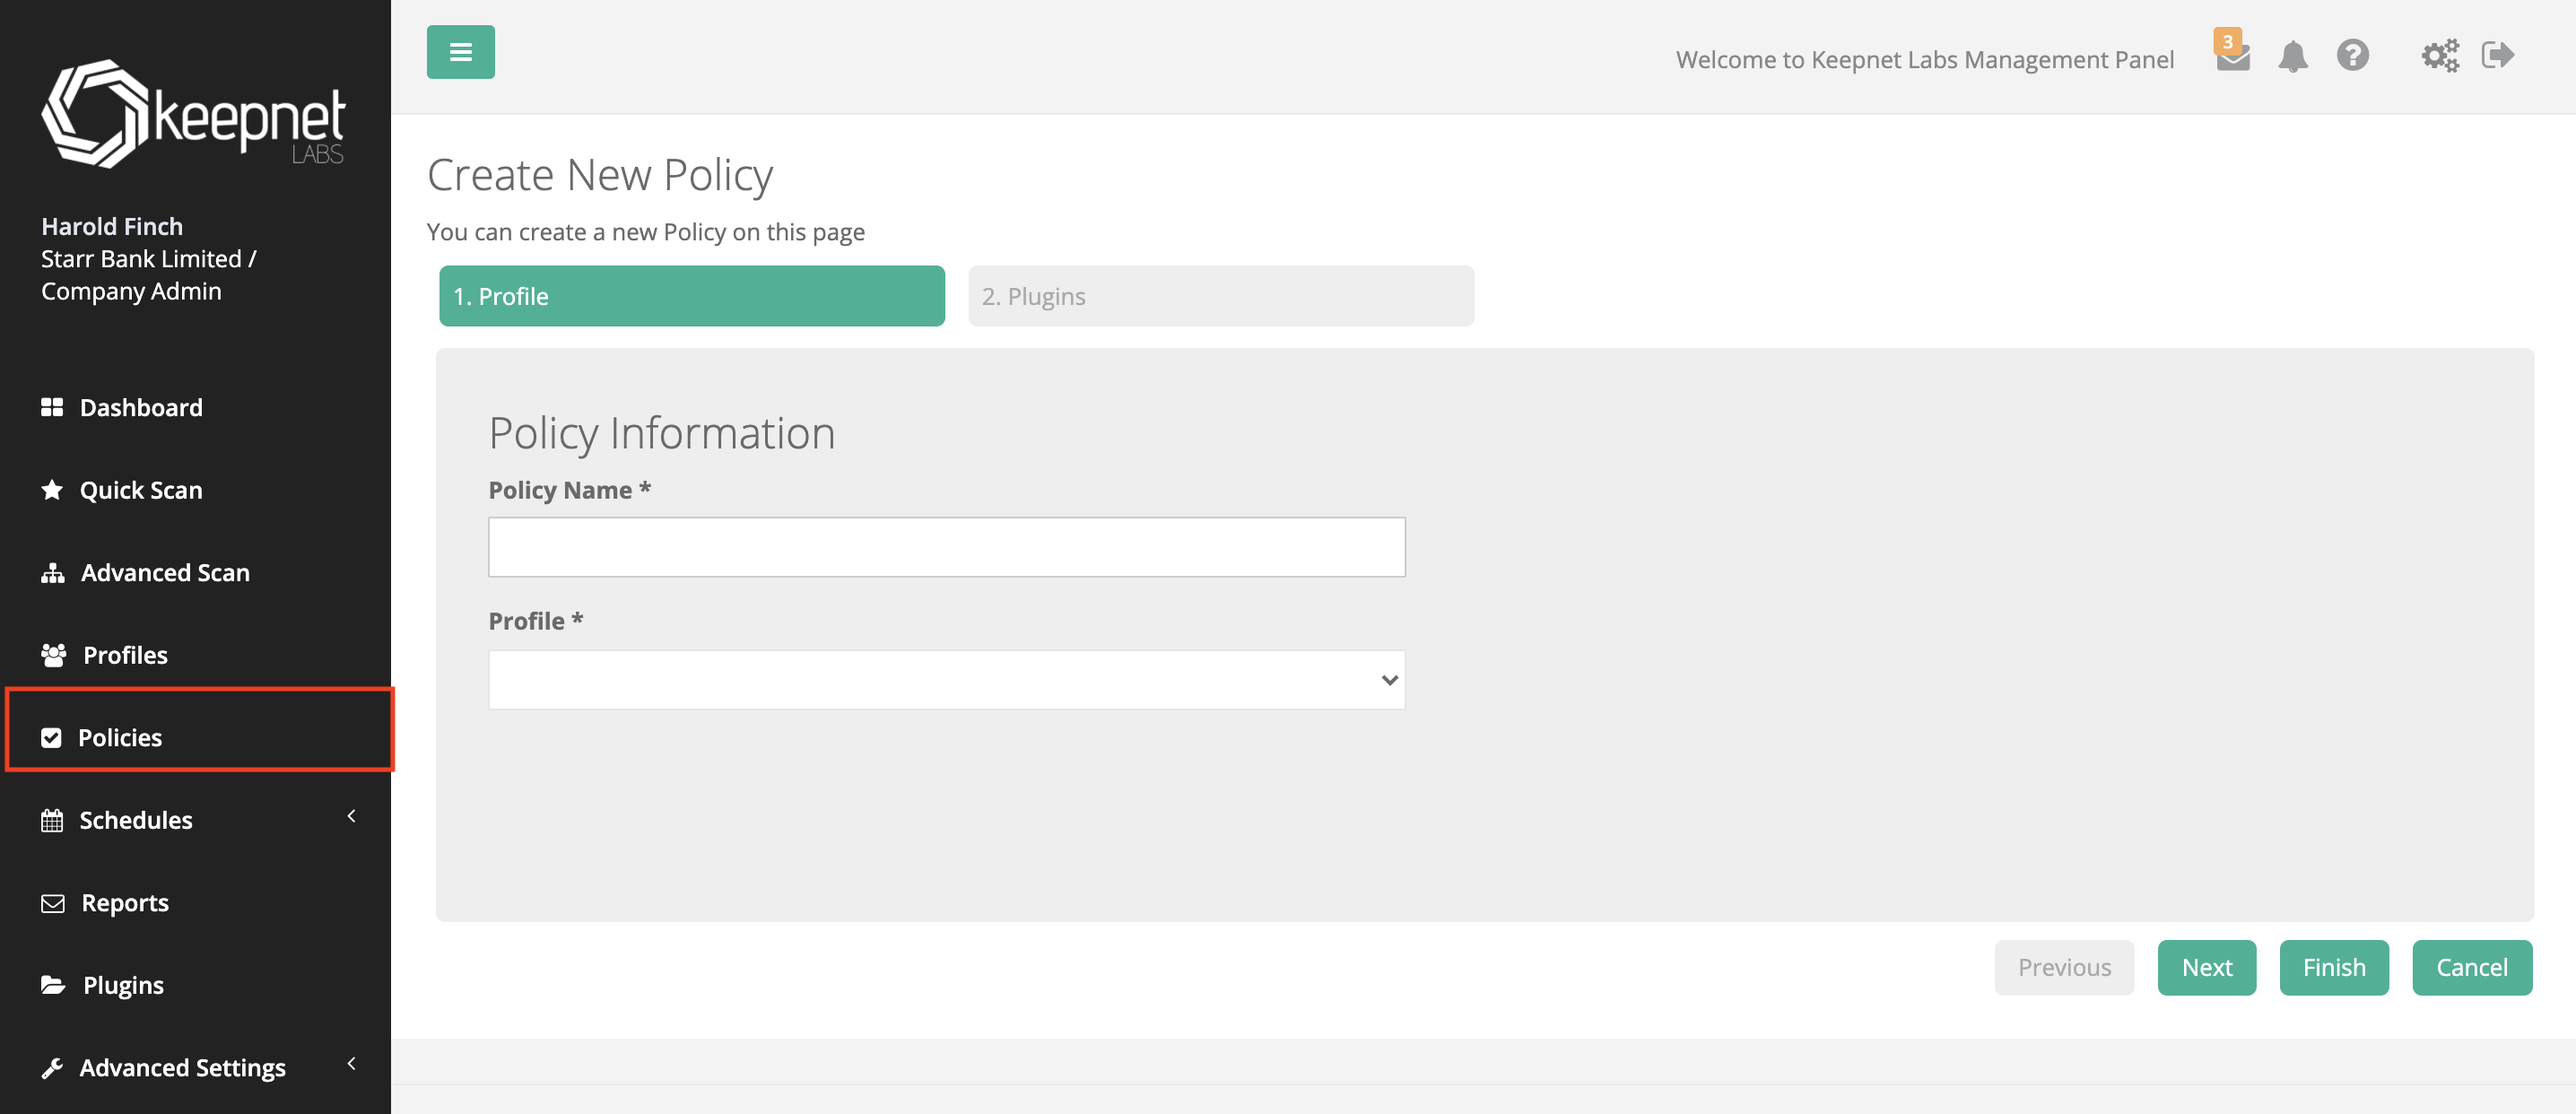 keepnet
LABS
Harold Finch
Starr Bank Limited /
Company Admin
Dashboard
Quick Scan
Advanced Scan
Profiles
Policies
Schedules
Reports
Plugins
Advanced Settings
Welcome to Keepnet Labs Management Panel
3
Create New Policy
You can create a new Policy on this page
1. Profile
2. Plugins
Policy Information
Policy Name *
Profile *
Previous
Next
Finish
Cancel